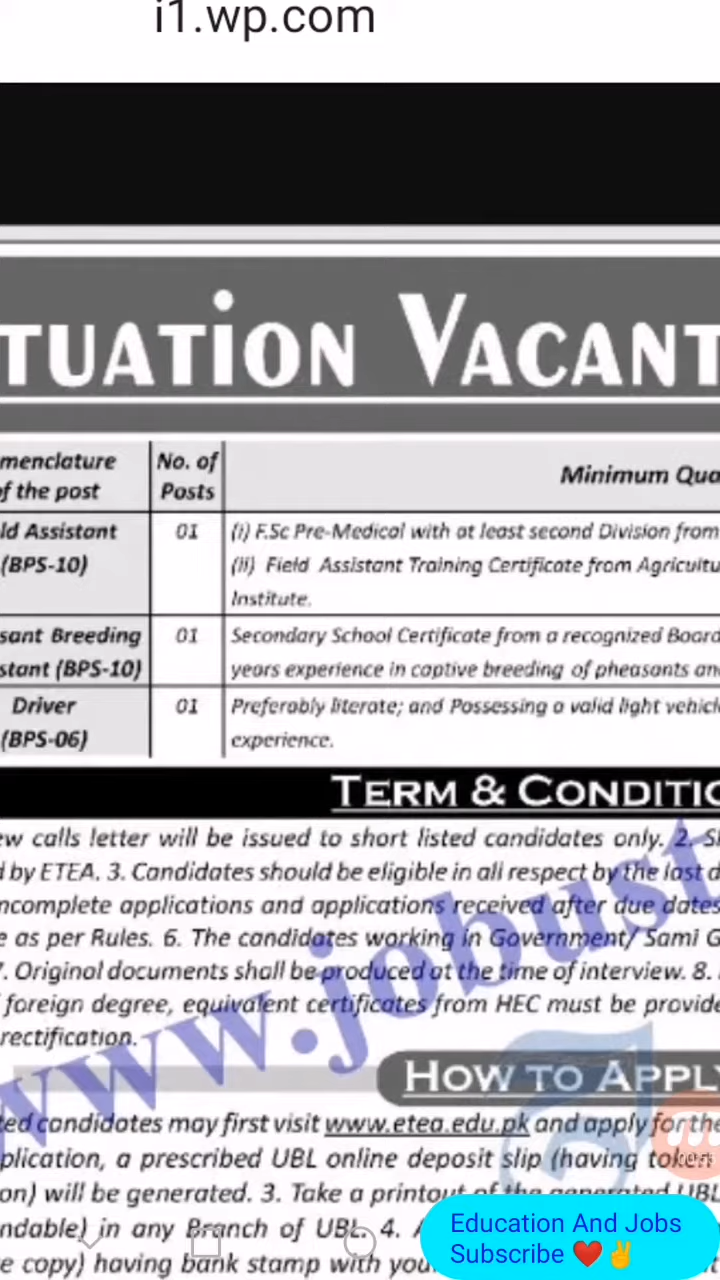 i1.wp.com
TUATION VACANT
menclature
of the post
No. of
Posts
Minimum Qua
ld Assistant
(BPS-10)
01
(i) F.Sc Pre-Medical with at least second Division from
(ii) Field Assistant Training Certificate from Agricultu
Institute.
sant Breeding
stant (BPS-10)
01
Secondary School Certificate from a recognized Board
years experience in captive breeding of pheasants an
Driver
(BPS-06)
01
Preferably literate; and Possessing a valid light vehicl
experience.
TERM & CONDITIO
ew calls letter will be issued to short listed candidates only. 2. S
d by ETEA. 3. Candidates should be eligible in all respect by the last d
ncomplete applications and applications received after due dates
e as per Rules. 6. The candidates working in Government/ Sami G
7. Original documents shall be produced at the time of interview. 8.
foreign degree, equivalent certificates from HEC must be provide
rectification.
www.jobust
HOW TO APPLY
ted candidates may first visit www.etea.edu.pk and apply for the
plication, a prescribed UBL online deposit slip (having token
on) will be generated. 3. Take a printout of the generated UBL
ndable) in any Branch of UBL. 4.
e copy) having bank stamp with you
Education And Jobs
Subscribe ❤️✌️